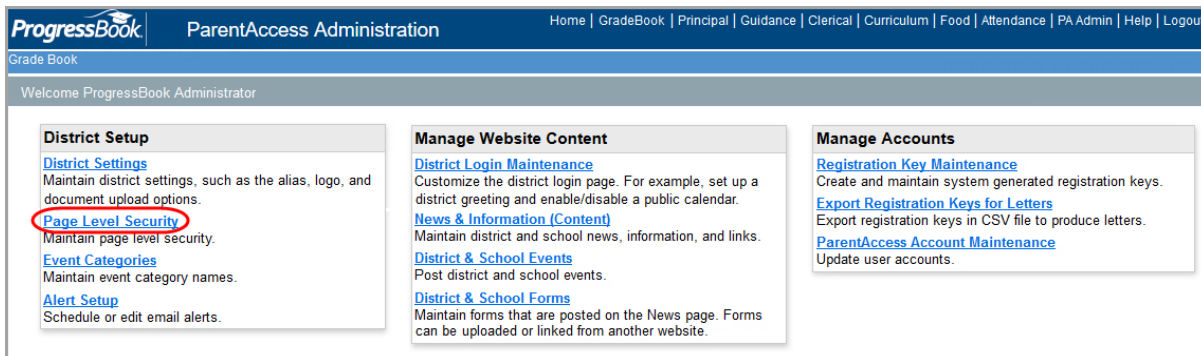 ProgressBook ParentAccess Administration Home | GradeBook | Principal | Guidance | Clerical | Curriculum | Food | Attendance | PA Admin | Help | Logout
Grade Book
Welcome ProgressBook Administrator
District Setup
District Settings
Maintain district settings, such as the alias, logo, and
document upload options.
Page Level Security
Maintain page level security.
Event Categories
Maintain event category names.
Alert Setup
Schedule or edit email alerts.
Manage Website Content
District Login Maintenance
Customize the district login page. For example, set up a
district greeting and enable/disable a public calendar.
News & Information (Content)
Maintain district and school news, information, and links.
District & School Events
Post district and school events.
District & School Forms
Maintain forms that are posted on the News page. Forms
can be uploaded or linked from another website.
Manage Accounts
Registration Key Maintenance
Create and maintain system generated registration keys.
Export Registration Keys for Letters
Export registration keys in CSV file to produce letters.
ParentAccess Account Maintenance
Update user accounts.